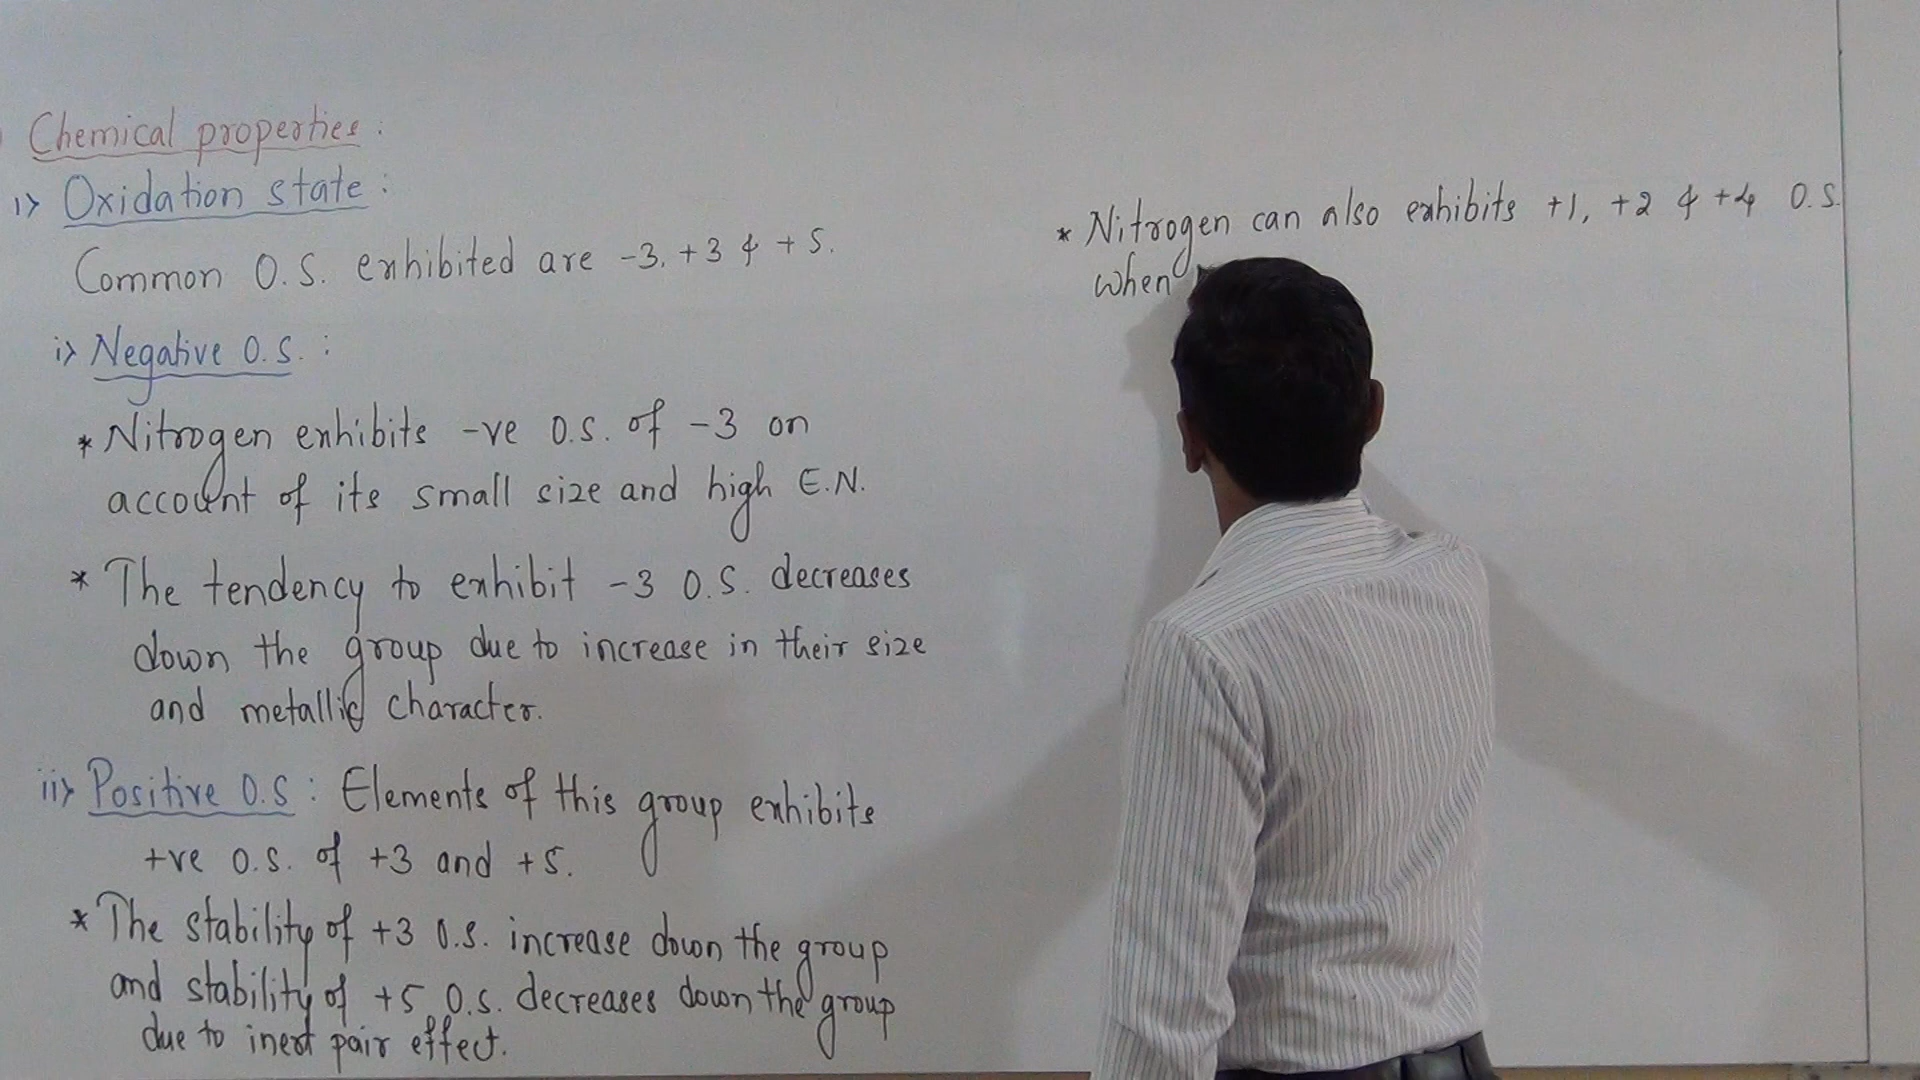 Chemical properties:
1> Oxidation state:
Common O.S. exhibited are -3, +3 & +5.
i> Negative O.S. :
* Nitrogen exhibits -ve O.S. of -3 on
account of its small size and high E.N.
* The tendency to exhibit -3 O.S. decreases
down the group due to increase in their size
and metallic character.
ii> Positive O.S : Elements of this group exhibits
+ve O.S. of +3 and +5.
* The stability of +3 O.S. increase down the group
and stability of +5 O.S. decreases down the group
due to inert pair effect.
* Nitrogen can also exhibits +1, +2 & +4 O.S.
when